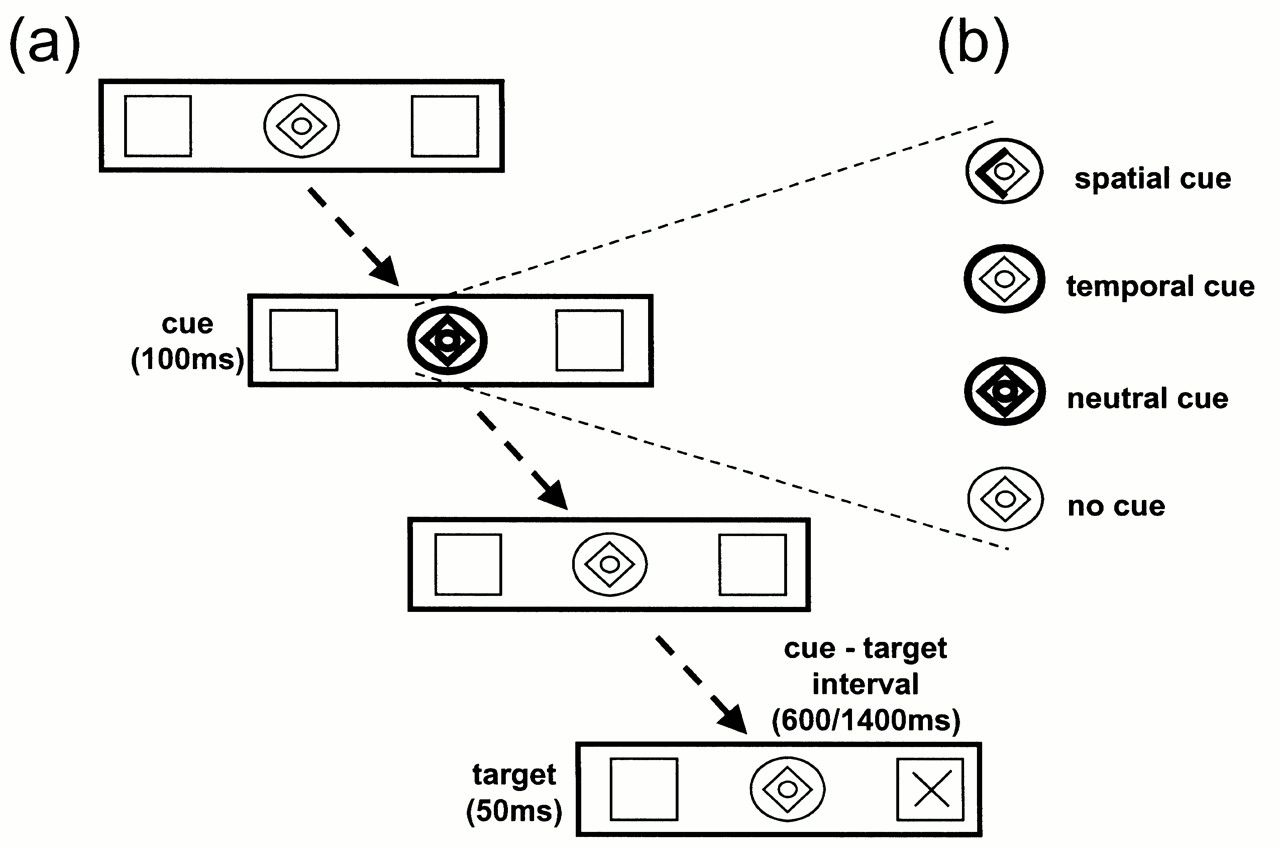 (a)
(b)
spatial cue
temporal cue
cue
(100ms)
neutral cue
no cue
cue - target
interval
(600/1400ms)
target
(50ms)